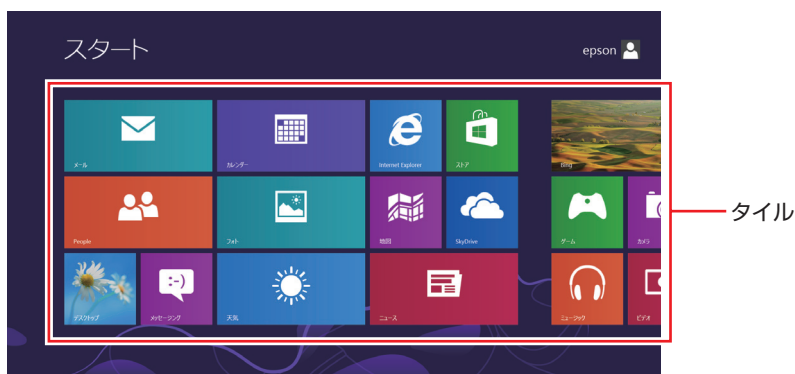 スタート
epson
メール
カレンダー
Internet Explorer
ストア
Bing
People
フォト
地図
SkyDrive
ゲーム
カメラ
タイル
デスクトップ
メッセージング
:-)
天気
ニュース
ミュージック
ビデオ